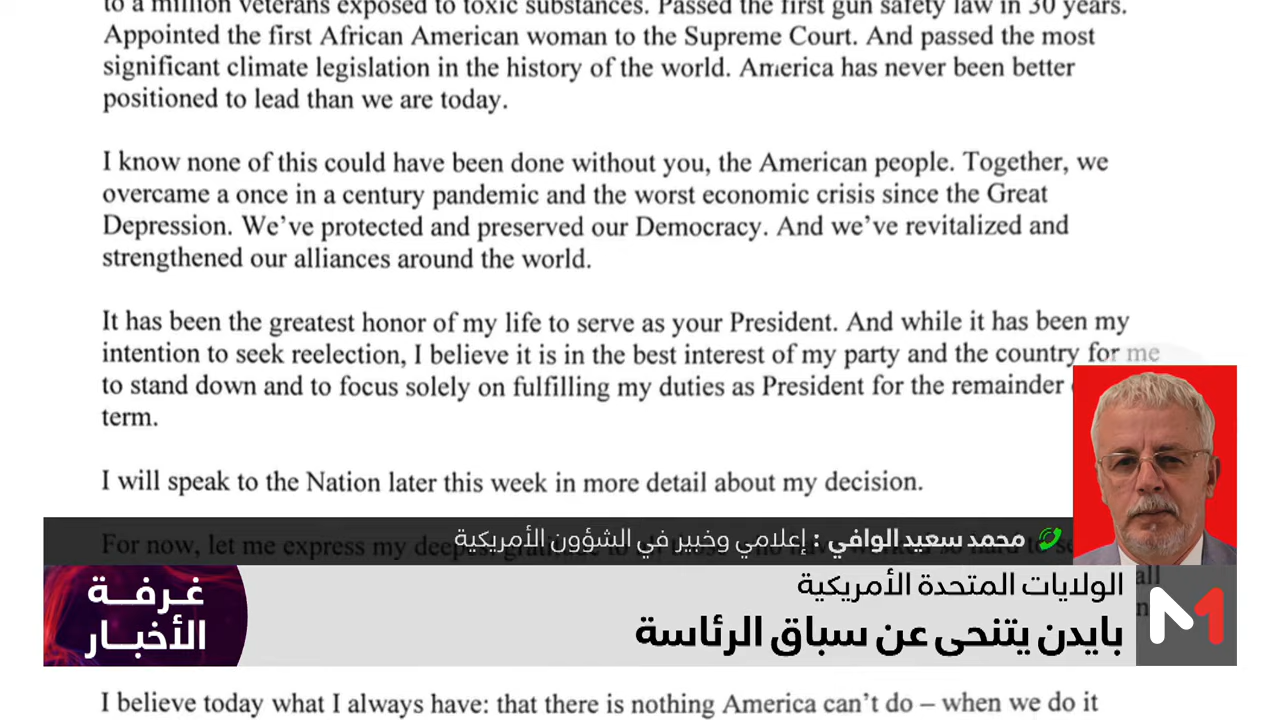 to a million veterans exposed to toxic substances. Passed the first gun safety law in 30 years.
Appointed the first African American woman to the Supreme Court. And passed the most
significant climate legislation in the history of the world. America has never been better
positioned to lead than we are today.
I know none of this could have been done without you, the American people. Together, we
overcame a once in a century pandemic and the worst economic crisis since the Great
Depression. We’ve protected and preserved our Democracy. And we’ve revitalized and
strengthened our alliances around the world.
It has been the greatest honor of my life to serve as your President. And while it has been my
intention to seek reelection, I believe it is in the best interest of my party and the country for me
to stand down and to focus solely on fulfilling my duties as President for the remainder
term.
I will speak to the Nation later this week in more detail about my decision.
For now, let me express my
محمد سعيد الوافي : إعلامي وخبير في الشؤون الأمريكية
الولايات المتحدة الأمريكية
بايدن يتنحى عن سباق الرئاسة
غرفة
الأخبار
M1
all
I believe today what I always have: that there is nothing America can’t do – when we do it